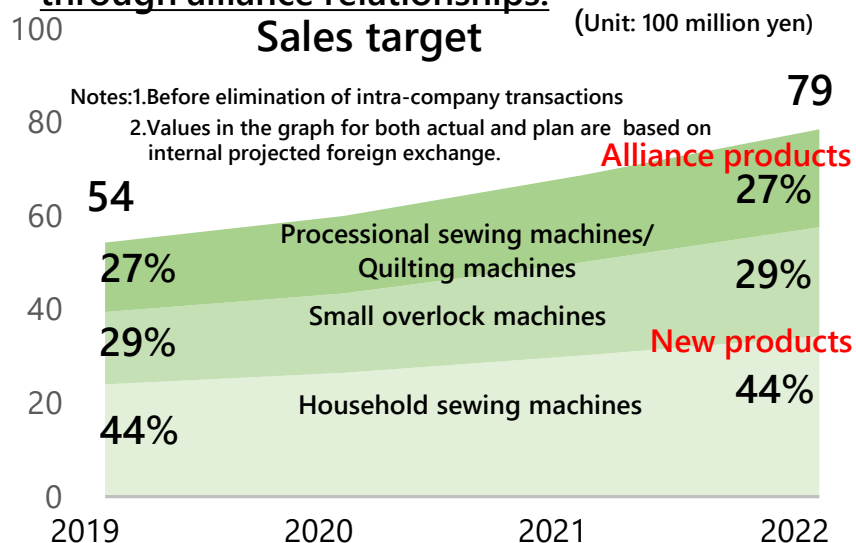 through alliance relationships.
(Unit: 100 million yen)
Sales target
Notes:1.Before elimination of intra-company transactions
2.Values in the graph for both actual and plan are based on
internal projected foreign exchange.
100
80
60
40
20
0
54
79
Alliance products
27%
27%
Processional sewing machines/
Quilting machines
29%
29%
Small overlock machines
New products
44%
44%
Household sewing machines
2019
2020
2021
2022